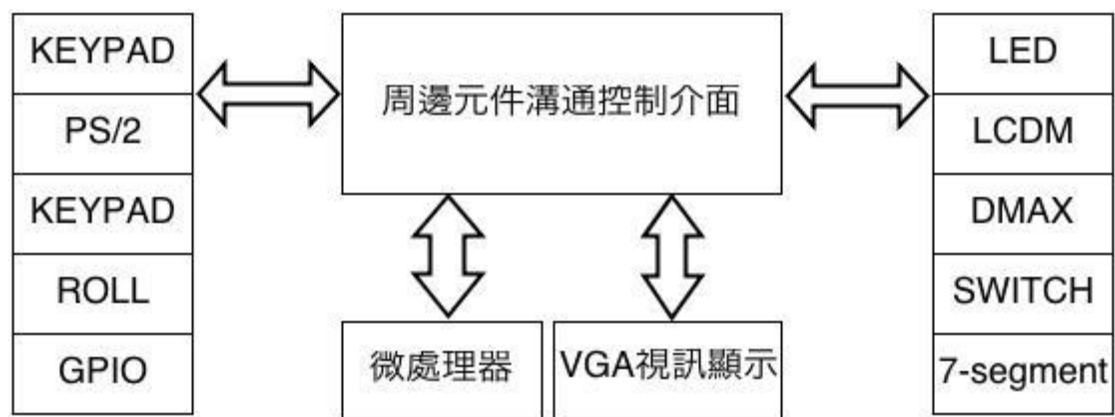 KEYPAD
PS/2
KEYPAD
ROLL
GPIO
周邊元件溝通控制介面
微處理器
VGA視訊顯示
LED
LCDM
DMAX
SWITCH
7-segment